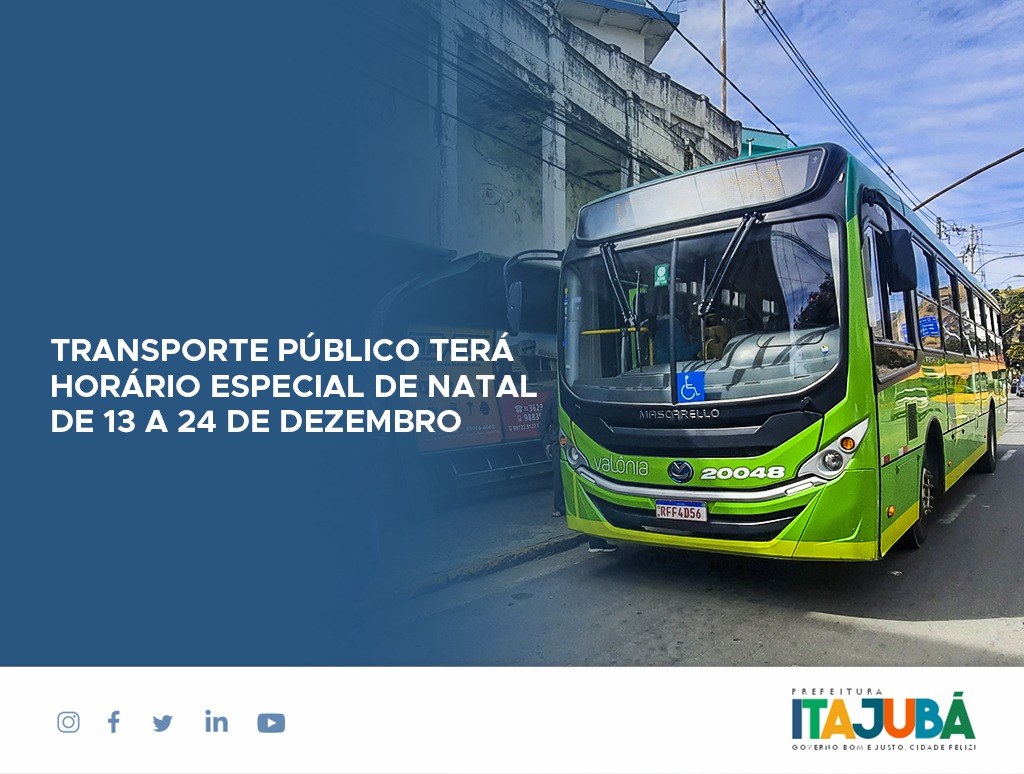 TRANSPORTE PÚBLICO TERÁ
HORÁRIO ESPECIAL DE NATAL
DE 13 A 24 DE DEZEMBRO
MASCARELLO
valônia
20048
RFF4D56
PREFEITURA
ITAJUBÁ
GOVERNO BOM E JUSTO, CIDADE FELIZ!